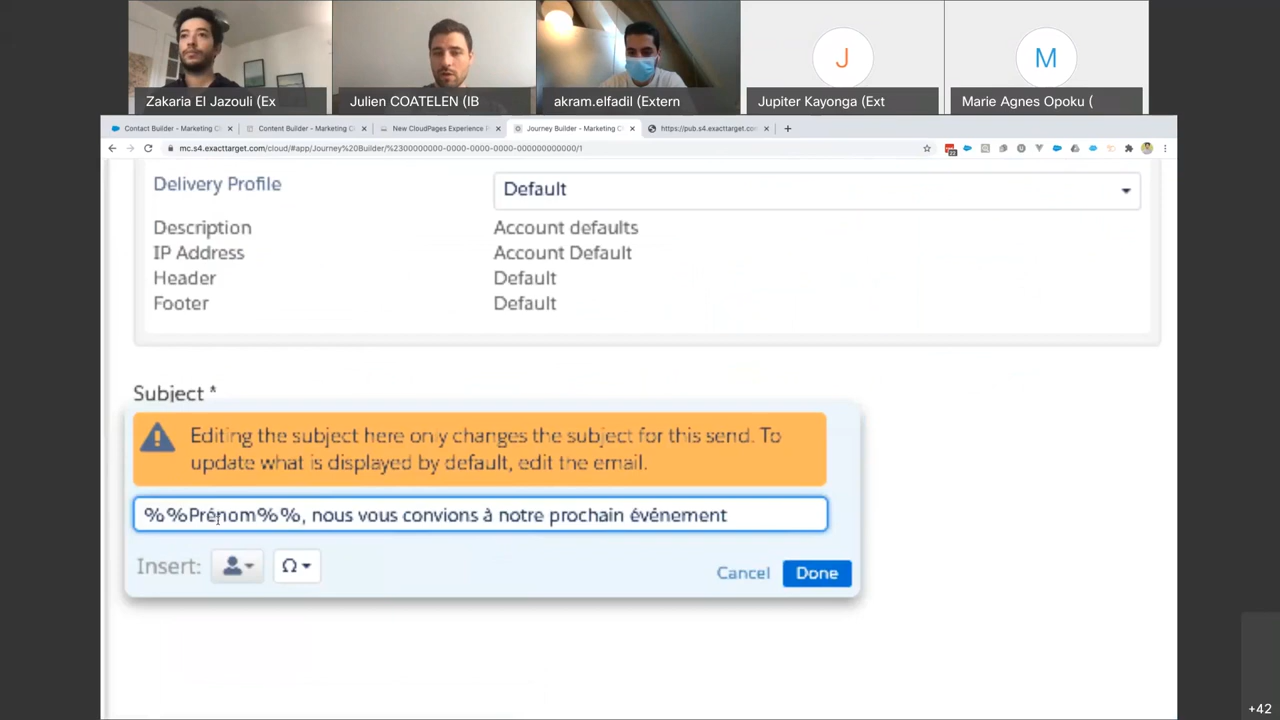 J
M
Zakaria El Jazouli (Ex
Julien COATELEN (IB
akram.elfadil (Extern
Jupiter Kayonga (Ext
Marie Agnes Opoku (
Contact Builder - Marketing C
Content Builder - Marketing C
New CloudPages Experience
Journey Builder - Marketing C
https://pub.s4.exacttarget.co
mc.s4.exacttarget.com/cloud/#app/Journey%20Builder/%2300000000-0000-0000-0000-000000000000/1
Delivery Profile
Default
Description
Account defaults
IP Address
Account Default
Header
Default
Footer
Default
Subject *
Editing the subject here only changes the subject for this send. To
update what is displayed by default, edit the email.
%%Prénom%%, nous vous convions à notre prochain événement
Insert:
Ω
Cancel
Done
+42